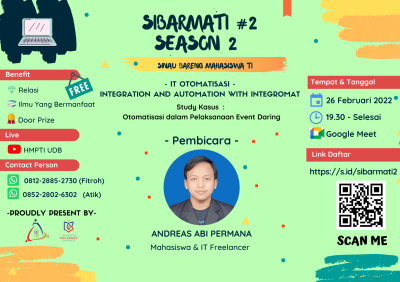 SIBARMATI #2
SEASON 2
SINAU BARENG MAHASISWA TI
- IT OTOMATISASI -
INTEGRATION AND AUTOMATION WITH INTEGROMAT
Study Kasus :
Otomatisasi dalam Pelaksanaan Event Daring
Benefit
Relasi
Ilmu Yang Bermanfaat
Door Prize
FREE
Live
HMPTI UDB
Contact Person
0812-2885-2730 (Fitroh)
0852-2802-6302 (Atik)
-PROUDLY PRESENT BY-
- Pembicara -
ANDREAS ABI PERMANA
Mahasiswa & IT Freelancer
Tempat & Tanggal
26 Februari 2022
19.30 - Selesai
Google Meet
Link Daftar
https://s.id/sibarmati2
SCAN ME